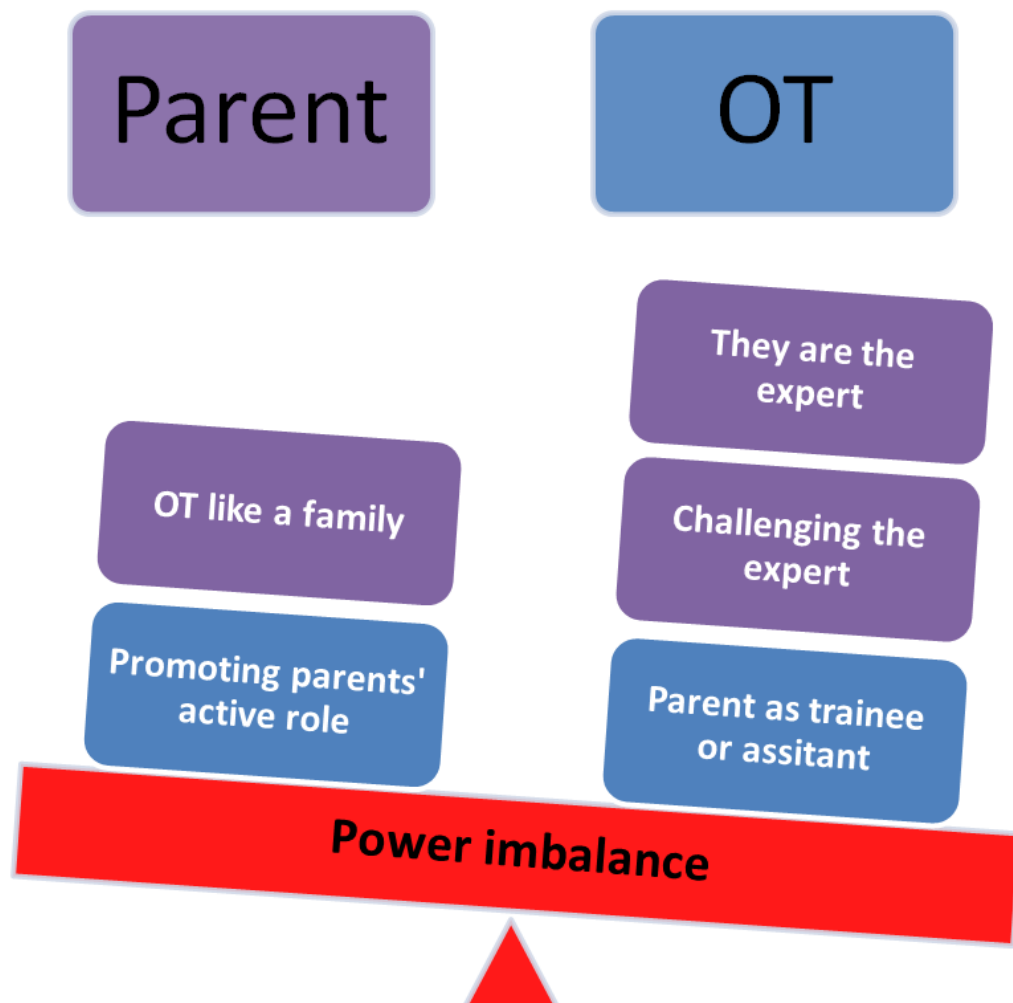 Parent
OT
They are the
expert
OT like a family
Challenging the
expert
Promoting parents'
active role
Parent as trainee
or assitant
Power imbalance